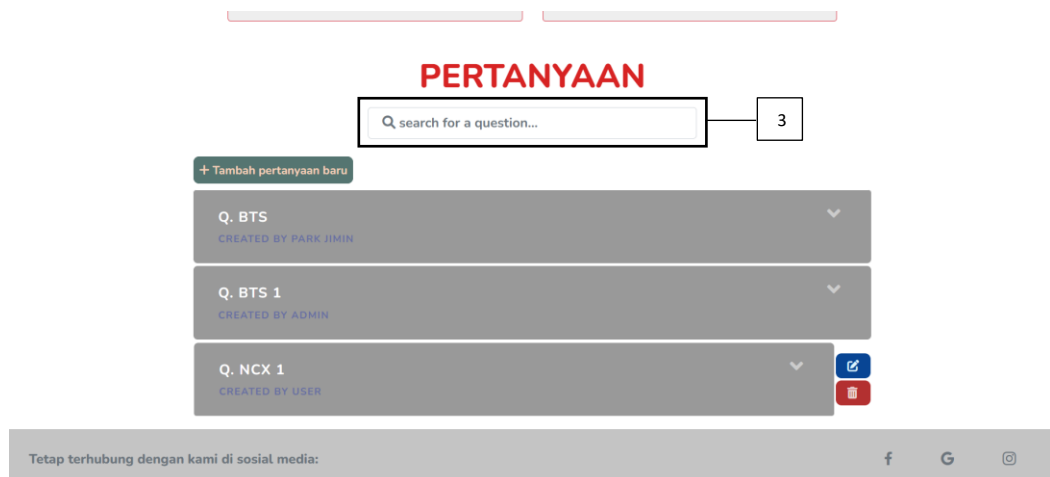 PERTANYAAN
search for a question...
3
+ Tambah pertanyaan baru
Q. BTS
CREATED BY PARK JIMIN
Q. BTS 1
CREATED BY ADMIN
Q. NCX 1
CREATED BY USER
Tetap terhubung dengan kami di sosial media: